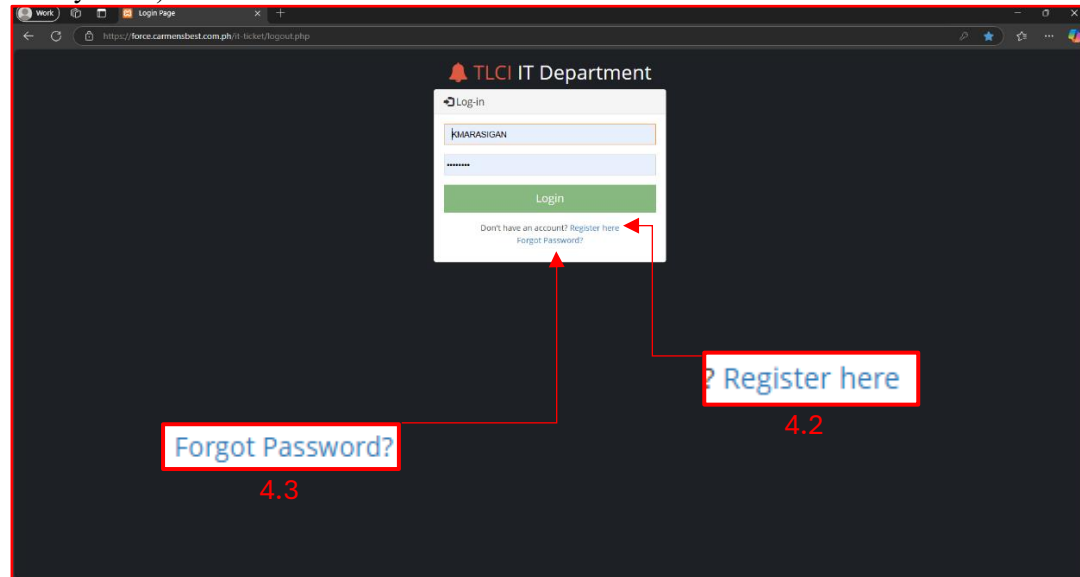 Work
Login Page
https://force.carmensbest.com.ph/it-ticket/logout.php
TLCI IT Department
Log-in
KMARASIGAN
••••••••
Login
Don't have an account? Register here
Forgot Password?
? Register here
4.2
Forgot Password?
4.3